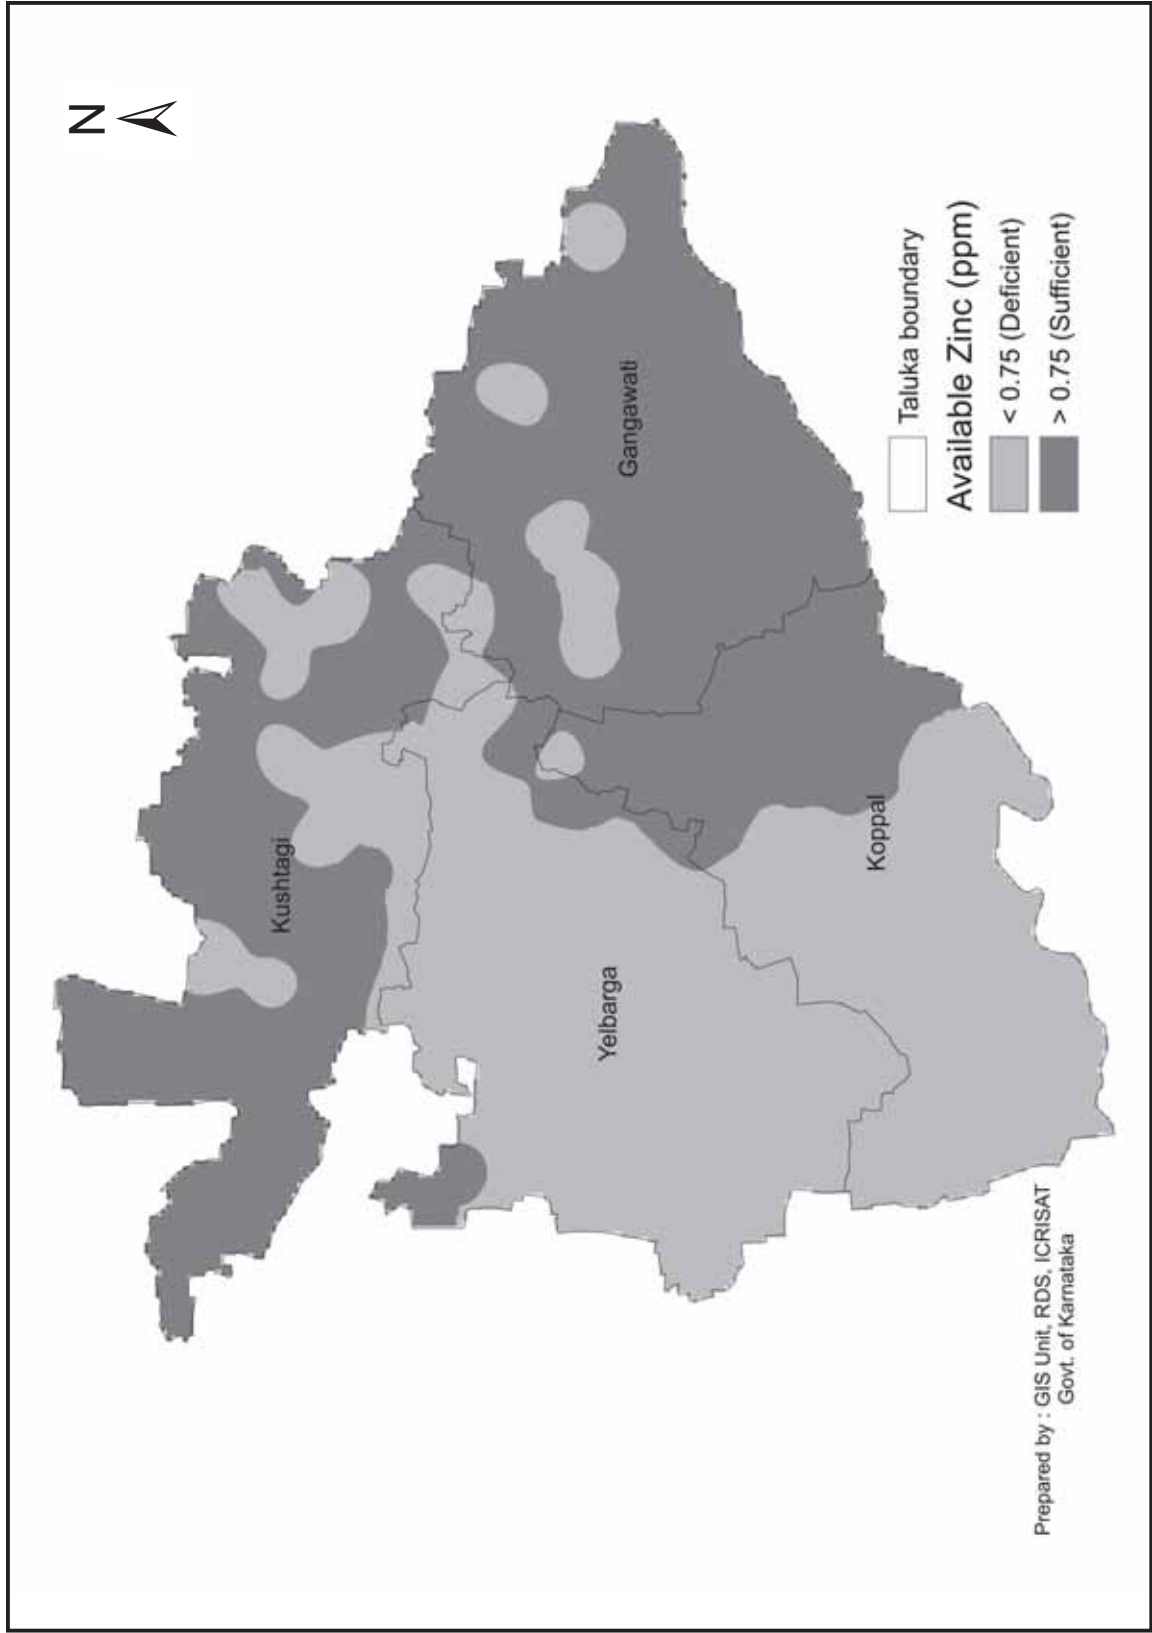 N
Kushtagi
Yelbarga
Gangawati
Koppal
Taluka boundary
Available Zinc (ppm)
< 0.75 (Deficient)
> 0.75 (Sufficient)
Prepared by : GIS Unit, RDS, ICRISAT
Govt. of Karnataka